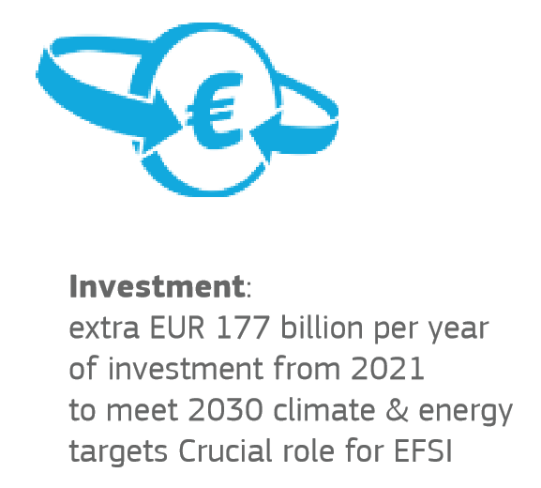 €
Investment:
extra EUR 177 billion per year
of investment from 2021
to meet 2030 climate & energy
targets Crucial role for EFSI